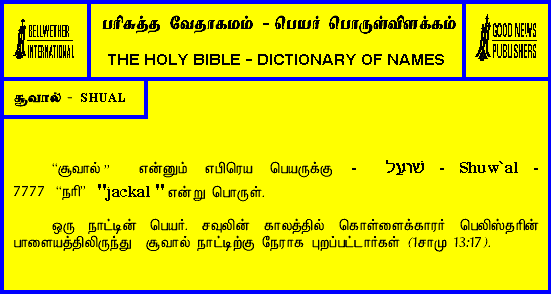 BELLWETHER
INTERNATIONAL
பரிசுத்த வேதாகமம் - பெயர் பொருள்விளக்கம்
THE HOLY BIBLE - DICTIONARY OF NAMES
GOOD NEWS
PUBLISHERS
சூவால் - SHUAL
“சூவால்” என்னும் எபிரெய பெயருக்கு - שׁוּעָל - Shuw`al -
7777 “நரி” "jackal " என்று பொருள்.
ஒரு நாட்டின் பெயர். சவுலின் காலத்தில் கொள்ளைக்காரர் பெலிஸ்தரின்
பாளையத்திலிருந்து சூவால் நாட்டிற்கு நேராக புறப்பட்டார்கள் (1சாமு 13:17).